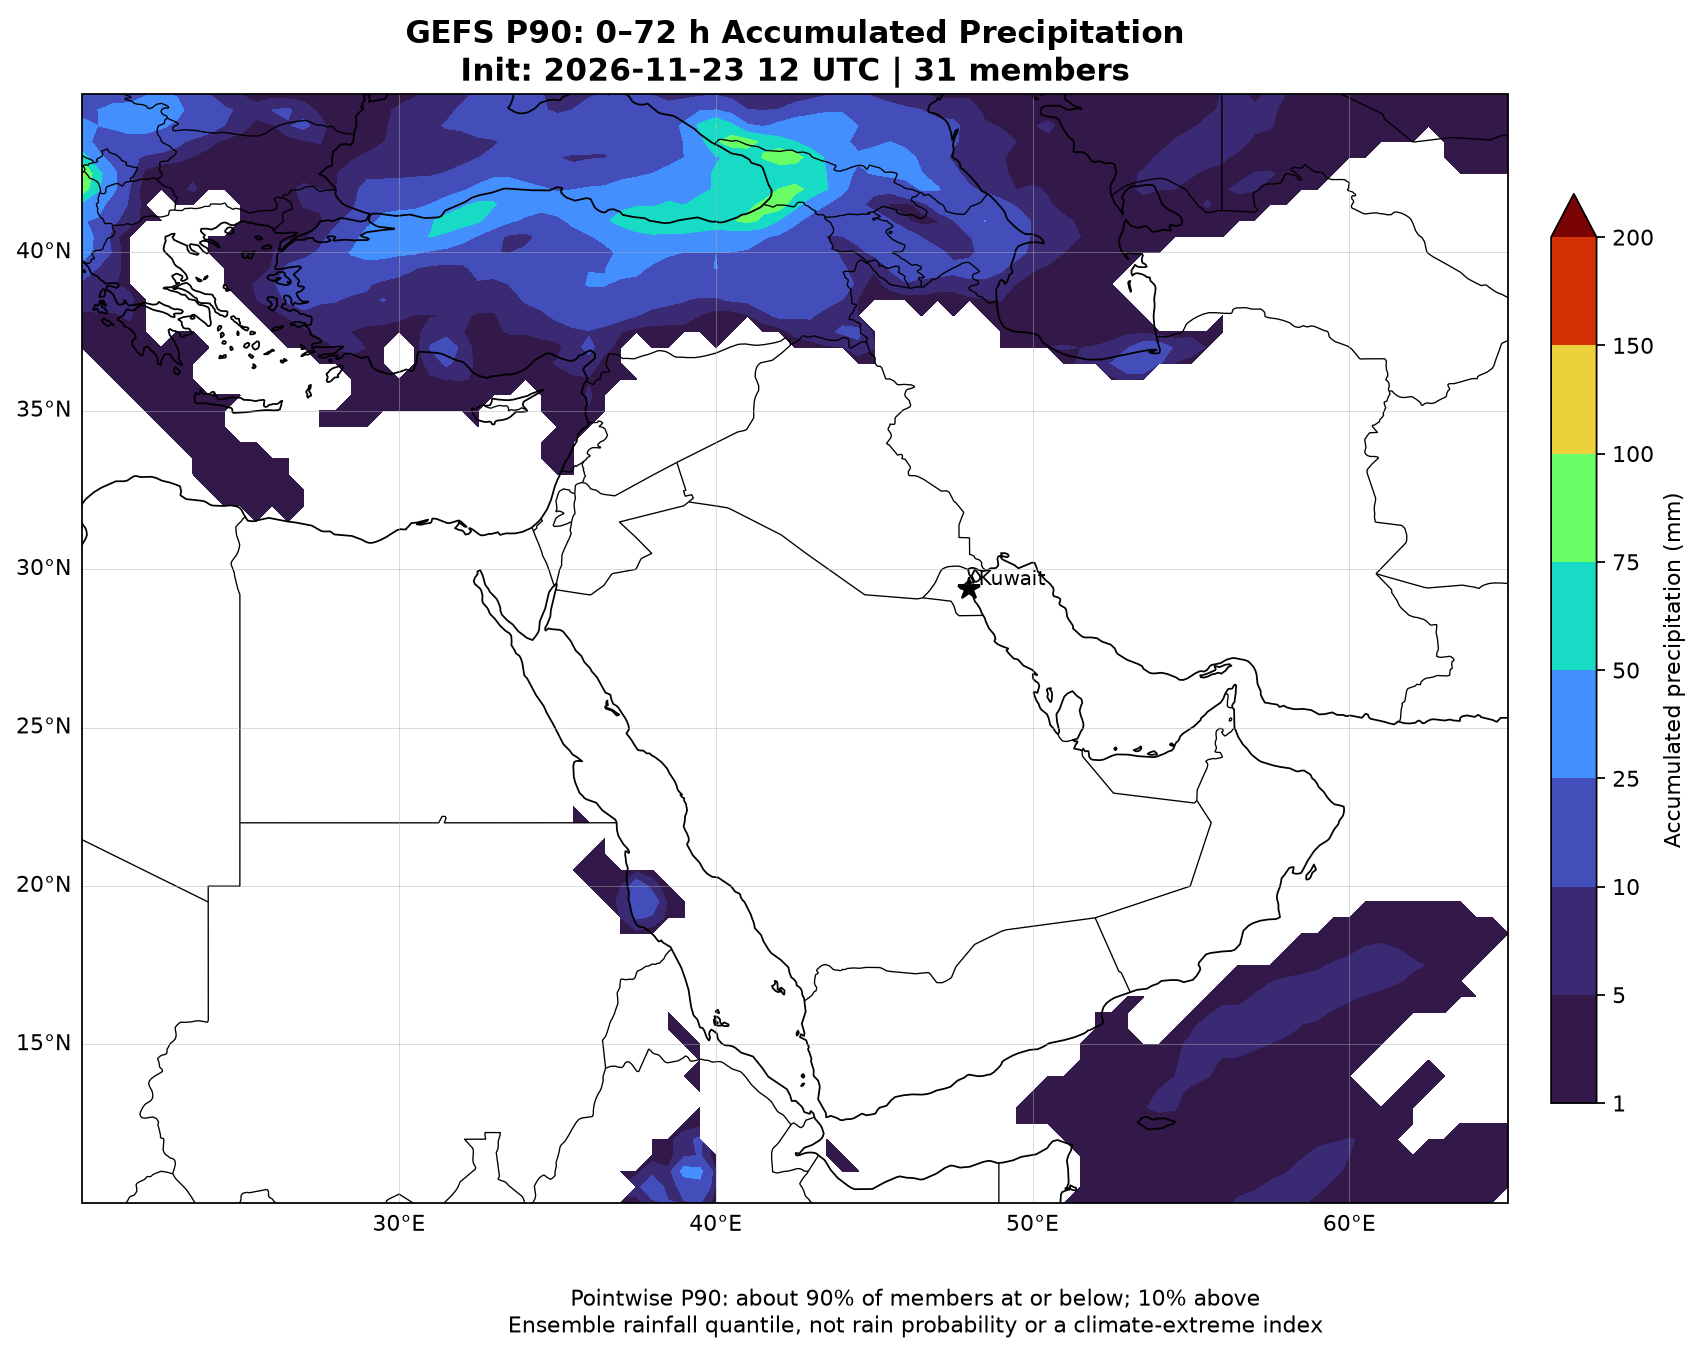 GEFS P90: 0–72 h Accumulated Precipitation
Init: 2026-11-23 12 UTC | 31 members
40°N
35°N
30°N
25°N
20°N
15°N
30°E
40°E
50°E
60°E
Kuwait
200
150
100
75
50
25
10
5
1
Accumulated precipitation (mm)
Pointwise P90: about 90% of members at or below; 10% above
Ensemble rainfall quantile, not rain probability or a climate-extreme index